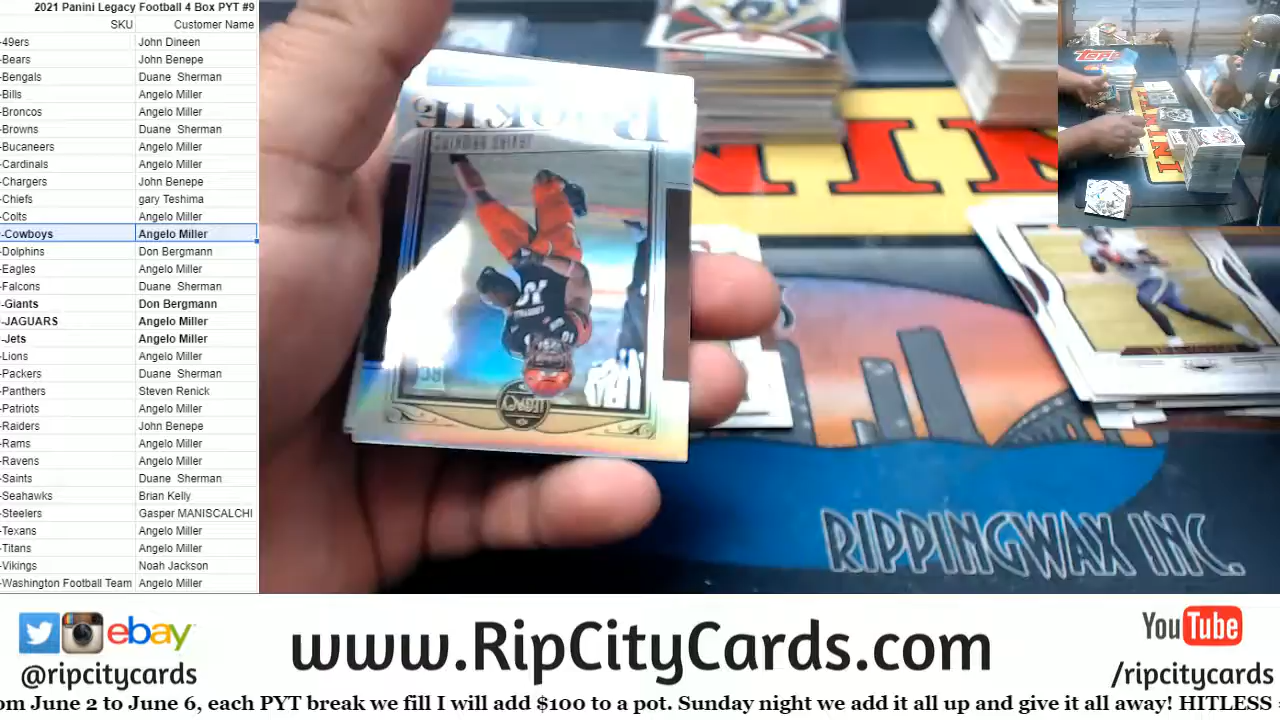 2021 Panini Legacy Football 4 Box PYT #9
SKU Customer Name
-49ers John Dineen
-Bears John Benepe
-Bengals Duane Sherman
-Bills Angelo Miller
-Broncos Angelo Miller
-Browns Duane Sherman
-Bucaneers Angelo Miller
-Cardinals Angelo Miller
-Chargers John Benepe
-Chiefs gary Teshima
-Colts Angelo Miller
-Cowboys Angelo Miller
-Dolphins Don Bergmann
-Eagles Angelo Miller
-Falcons Duane Sherman
-Giants Don Bergmann
-JAGUARS Angelo Miller
-Jets Angelo Miller
-Lions Angelo Miller
-Packers Duane Sherman
-Panthers Steven Renick
-Patriots Angelo Miller
-Raiders John Benepe
-Rams Angelo Miller
-Ravens Angelo Miller
-Saints Duane Sherman
-Seahawks Brian Kelly
-Steelers Gasper MANISCALCHI
-Texans Angelo Miller
-Titans Angelo Miller
-Vikings Noah Jackson
-Washington Football Team Angelo Miller
RC
LEGACY
RIPPINGWAX INC.
ebay
@ripcitycards
www.RipCityCards.com
YouTube
/ripcitycards
om June 2 to June 6, each PYT break we fill I will add $100 to a pot. Sunday night we add it all up and give it all away! HITLESS